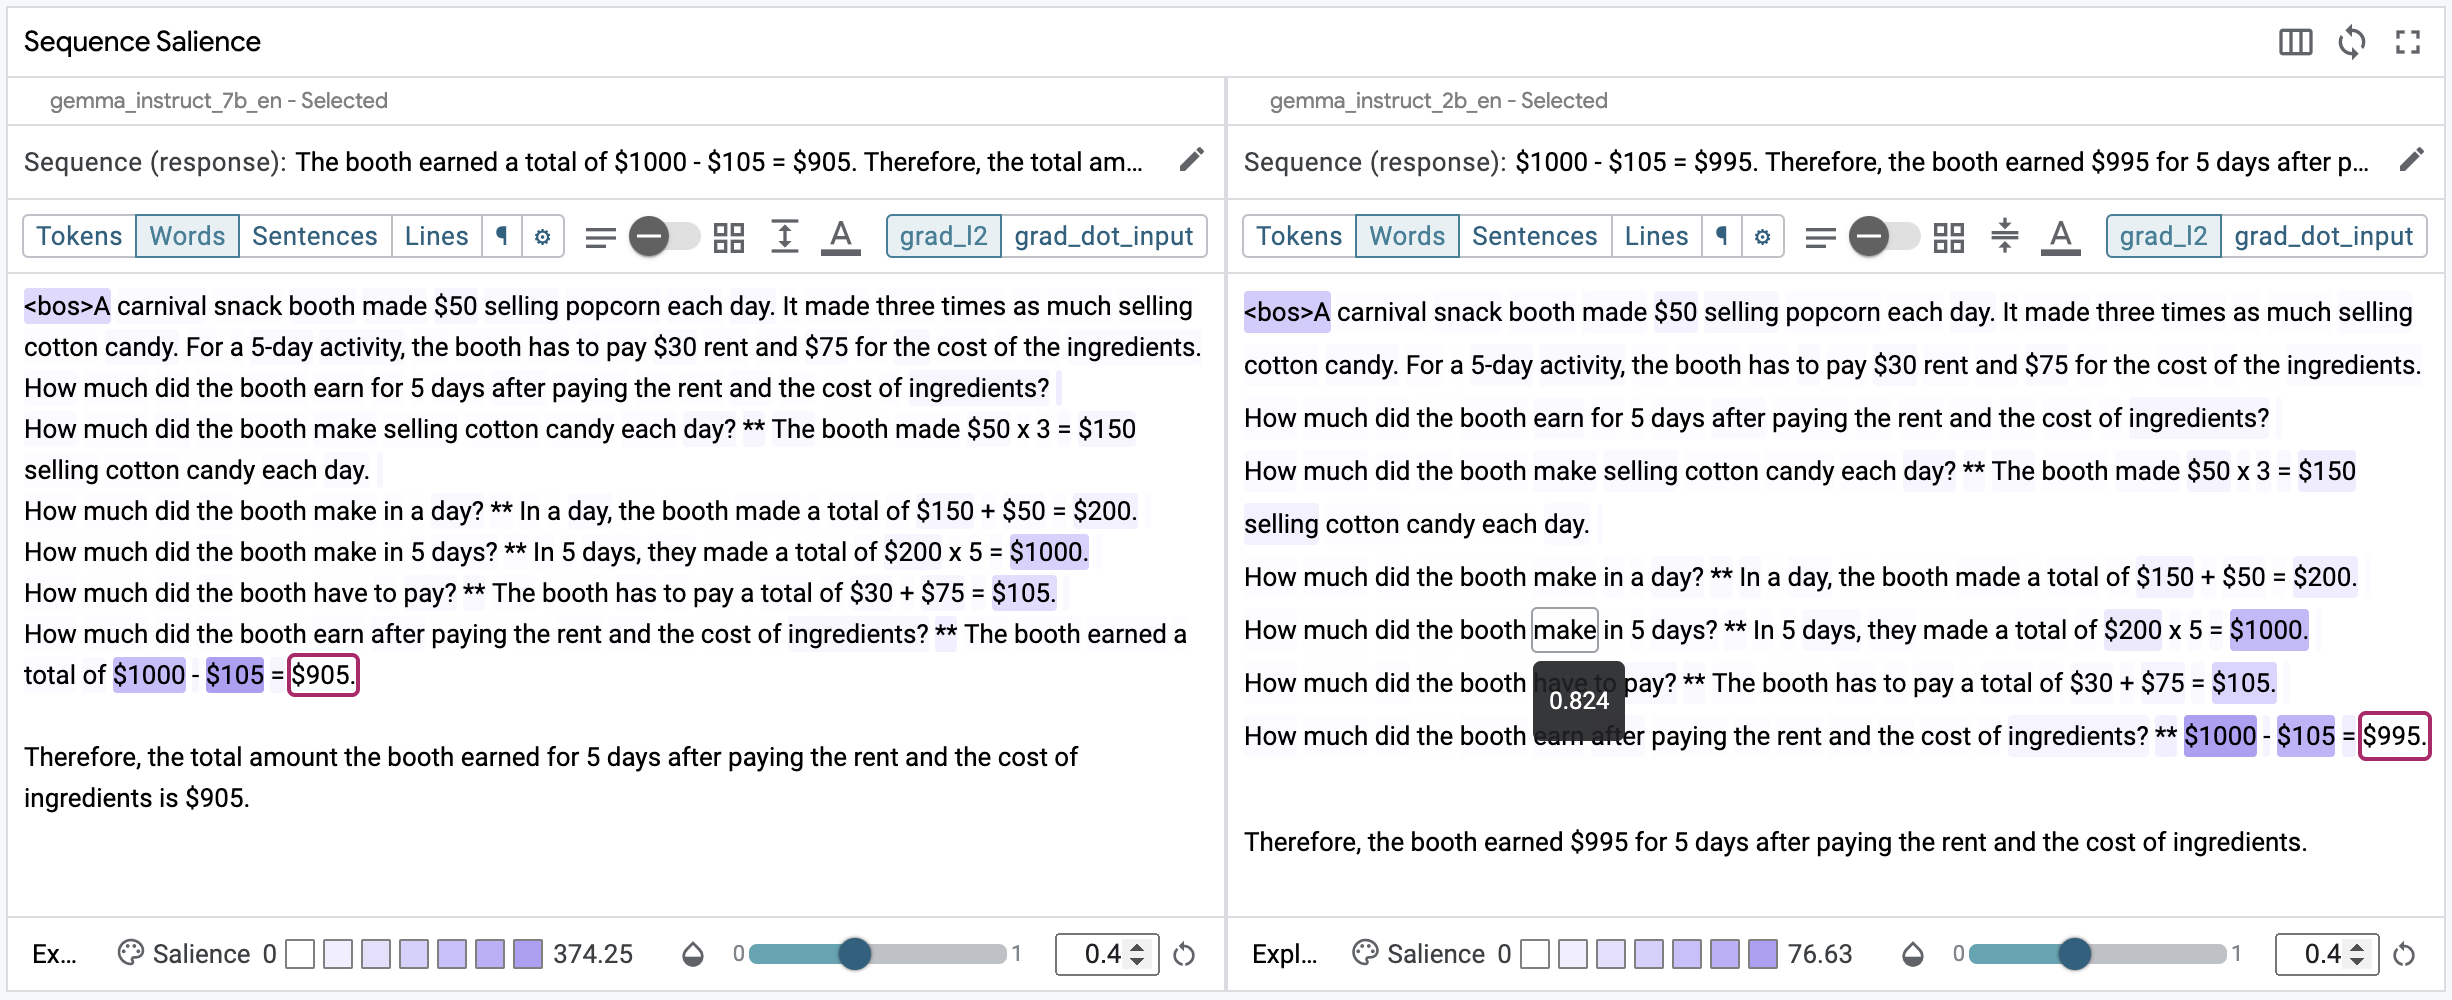 Sequence Salience
gemma_instruct_7b_en - Selected
Sequence (response): The booth earned a total of $1000 - $105 = $905. Therefore, the total am...
Tokens Words Sentences Lines ¶ grad_l2 grad_dot_input
<bos>A carnival snack booth made $50 selling popcorn each day. It made three times as much selling
cotton candy. For a 5-day activity, the booth has to pay $30 rent and $75 for the cost of the ingredients.
How much did the booth earn for 5 days after paying the rent and the cost of ingredients?
How much did the booth make selling cotton candy each day? ** The booth made $50 x 3 = $150
selling cotton candy each day.
How much did the booth make in a day? ** In a day, the booth made a total of $150 + $50 = $200.
How much did the booth make in 5 days? ** In 5 days, they made a total of $200 x 5 = $1000.
How much did the booth have to pay? ** The booth has to pay a total of $30 + $75 = $105.
How much did the booth earn after paying the rent and the cost of ingredients? ** The booth earned a
total of $1000 - $105 = $905.
Therefore, the total amount the booth earned for 5 days after paying the rent and the cost of
ingredients is $905.
Ex... Salience 0 374.25 0 1 0.4
gemma_instruct_2b_en - Selected
Sequence (response): $1000 - $105 = $995. Therefore, the booth earned $995 for 5 days after p...
Tokens Words Sentences Lines ¶ grad_l2 grad_dot_input
<bos>A carnival snack booth made $50 selling popcorn each day. It made three times as much selling
cotton candy. For a 5-day activity, the booth has to pay $30 rent and $75 for the cost of the ingredients.
How much did the booth earn for 5 days after paying the rent and the cost of ingredients?
How much did the booth make selling cotton candy each day? ** The booth made $50 x 3 = $150
selling cotton candy each day.
How much did the booth make in a day? ** In a day, the booth made a total of $150 + $50 = $200.
How much did the booth make in 5 days? ** In 5 days, they made a total of $200 x 5 = $1000.
How much did the booth have to pay? ** The booth has to pay a total of $30 + $75 = $105.
0.824
How much did the booth earn after paying the rent and the cost of ingredients? ** $1000 - $105 = $995.
Therefore, the booth earned $995 for 5 days after paying the rent and the cost of ingredients.
Expl... Salience 0 76.63 0 1 0.4